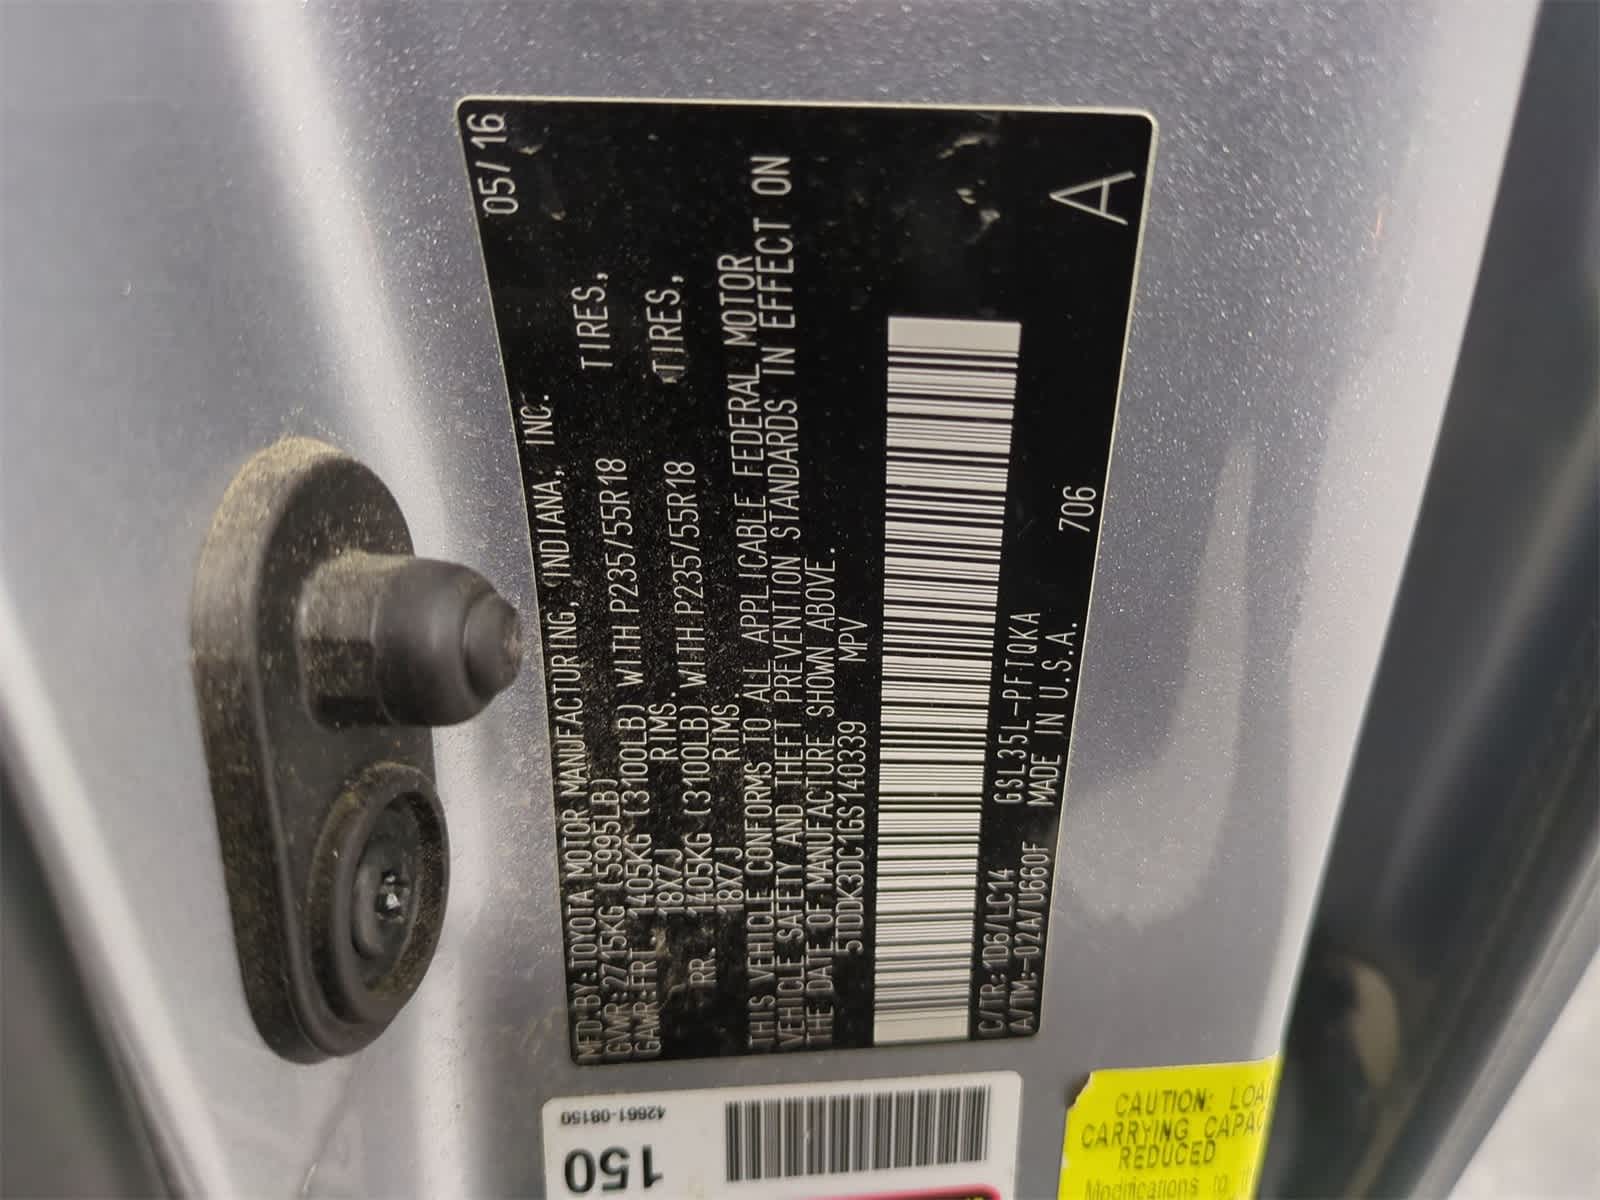 05/16
MFD.BY:TOYOTA MOTOR MANUFACTURING, INDIANA, INC.
GVWR:2715KG (5995LB)
GAWR:FRT. 1405KG (3100LB) WITH P235/55R18 TIRES,
18X7J RIMS.
RR. 1405KG (3100LB) WITH P235/55R18 TIRES,
18X7J RIMS.
THIS VEHICLE CONFORMS TO ALL APPLICABLE FEDERAL MOTOR
VEHICLE SAFETY AND THEFT PREVENTION STANDARDS IN EFFECT ON
THE DATE OF MANUFACTURE SHOWN ABOVE.
5TDDK3DC1GS140339 MPV
C/TR:1D6/LC14 GSL35L-PFTQKA 706
A/TM:-02A/U660F MADE IN U.S.A.
A
42661-08150
150
CAUTION: LOA
CARRYING CAPAC
REDUCED
Modifications to